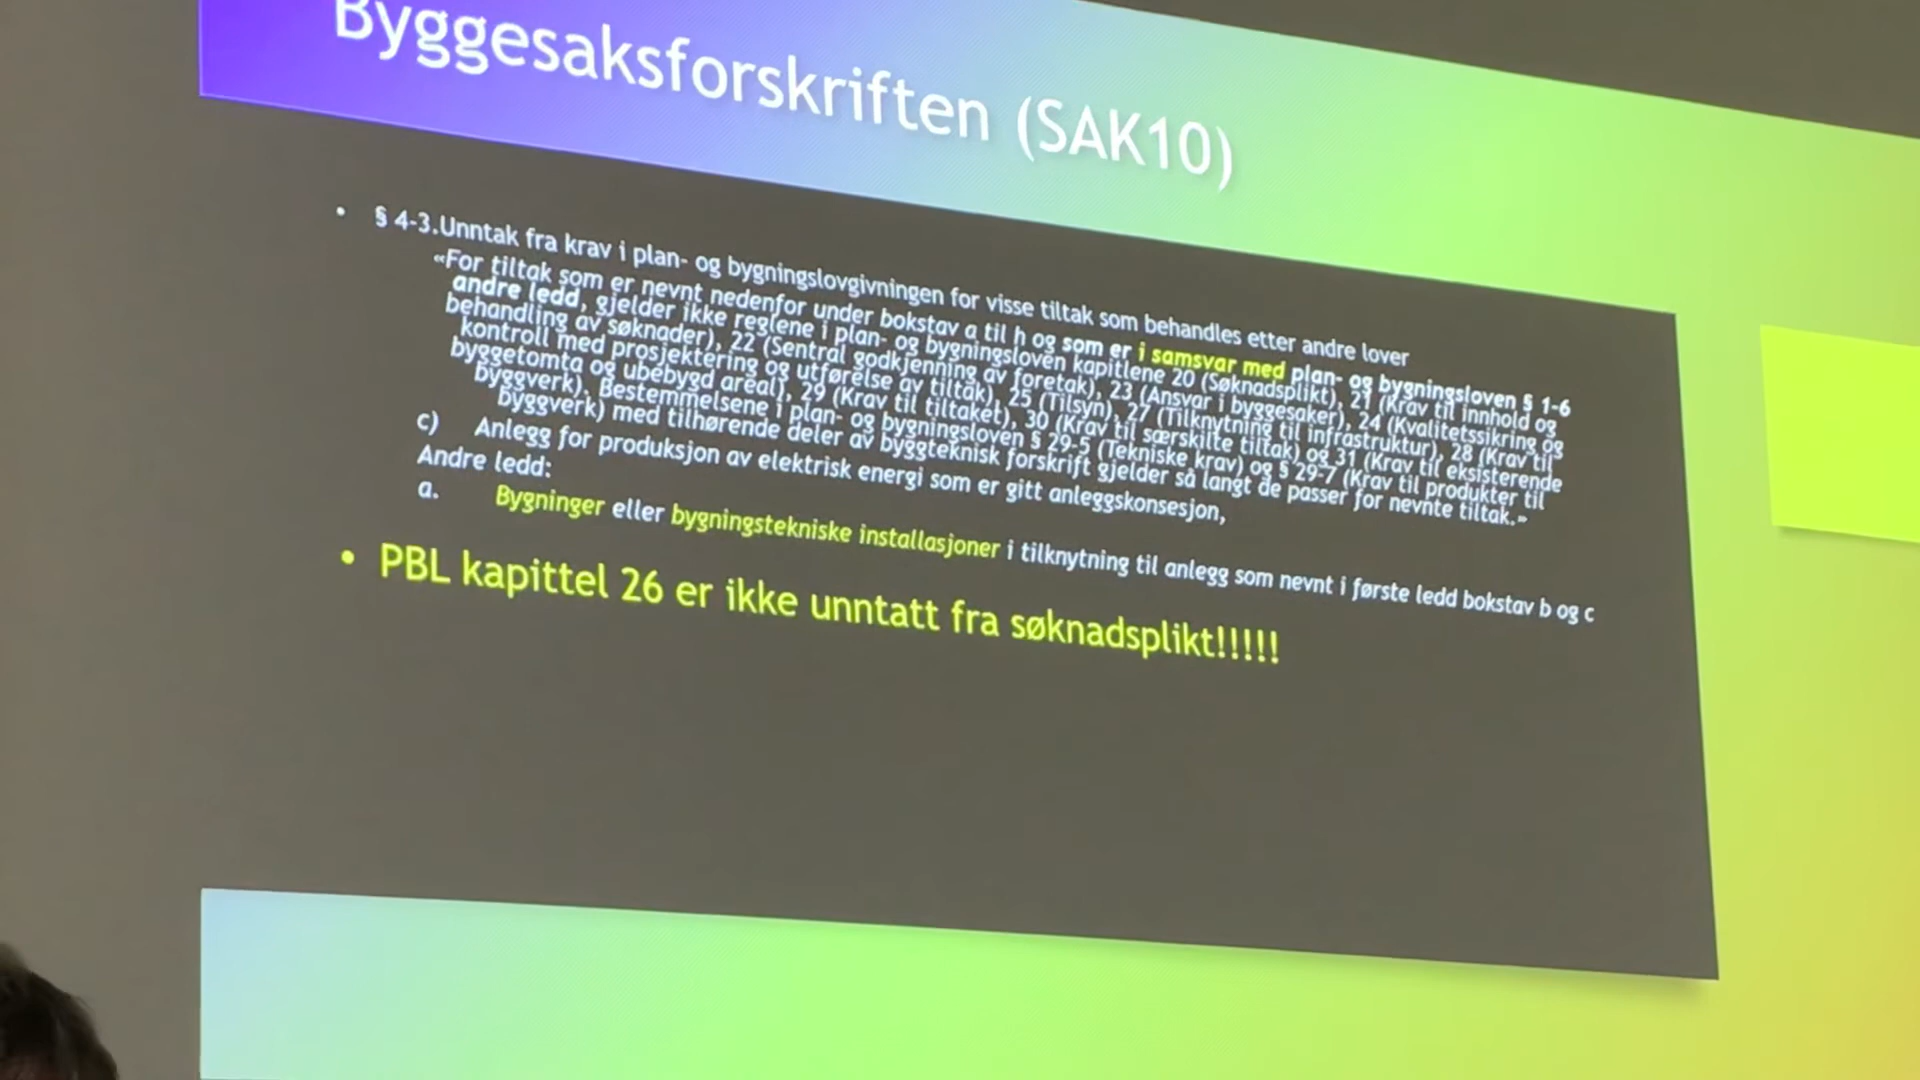 Byggesaksforskriften (SAK10)
• § 4-3.Unntak fra krav i plan- og bygningslovgivningen for visse tiltak som behandles etter andre lover
«For tiltak som er nevnt nedenfor under bokstav a til h og som er i samsvar med plan- og bygningsloven § 1-6
andre ledd, gjelder ikke reglene i plan- og bygningsloven kapitlene 20 (Søknadsplikt), 21 (Krav til innhold og
behandling av søknader), 22 (Sentral godkjenning av foretak), 23 (Ansvar i byggesaker), 24 (Kvalitetssikring og
kontroll med prosjektering og utførelse av tiltak), 25 (Tilsyn), 27 (Tilknytning til infrastruktur), 28 (Krav til
byggetomta og ubebygd areal), 29 (Krav til tiltaket), 30 (Krav til særskilte tiltak) og 31 (Krav til eksisterende
byggverk). Bestemmelsene i plan- og bygningsloven § 29-5 (Tekniske krav) og § 29-7 (Krav til produkter til
byggverk) med tilhørende deler av byggteknisk forskrift gjelder så langt de passer for nevnte tiltak.»
c) Anlegg for produksjon av elektrisk energi som er gitt anleggskonsesjon,
Andre ledd:
a. Bygninger eller bygningstekniske installasjoner i tilknytning til anlegg som nevnt i første ledd bokstav b og c
• PBL kapittel 26 er ikke unntatt fra søknadsplikt!!!!!